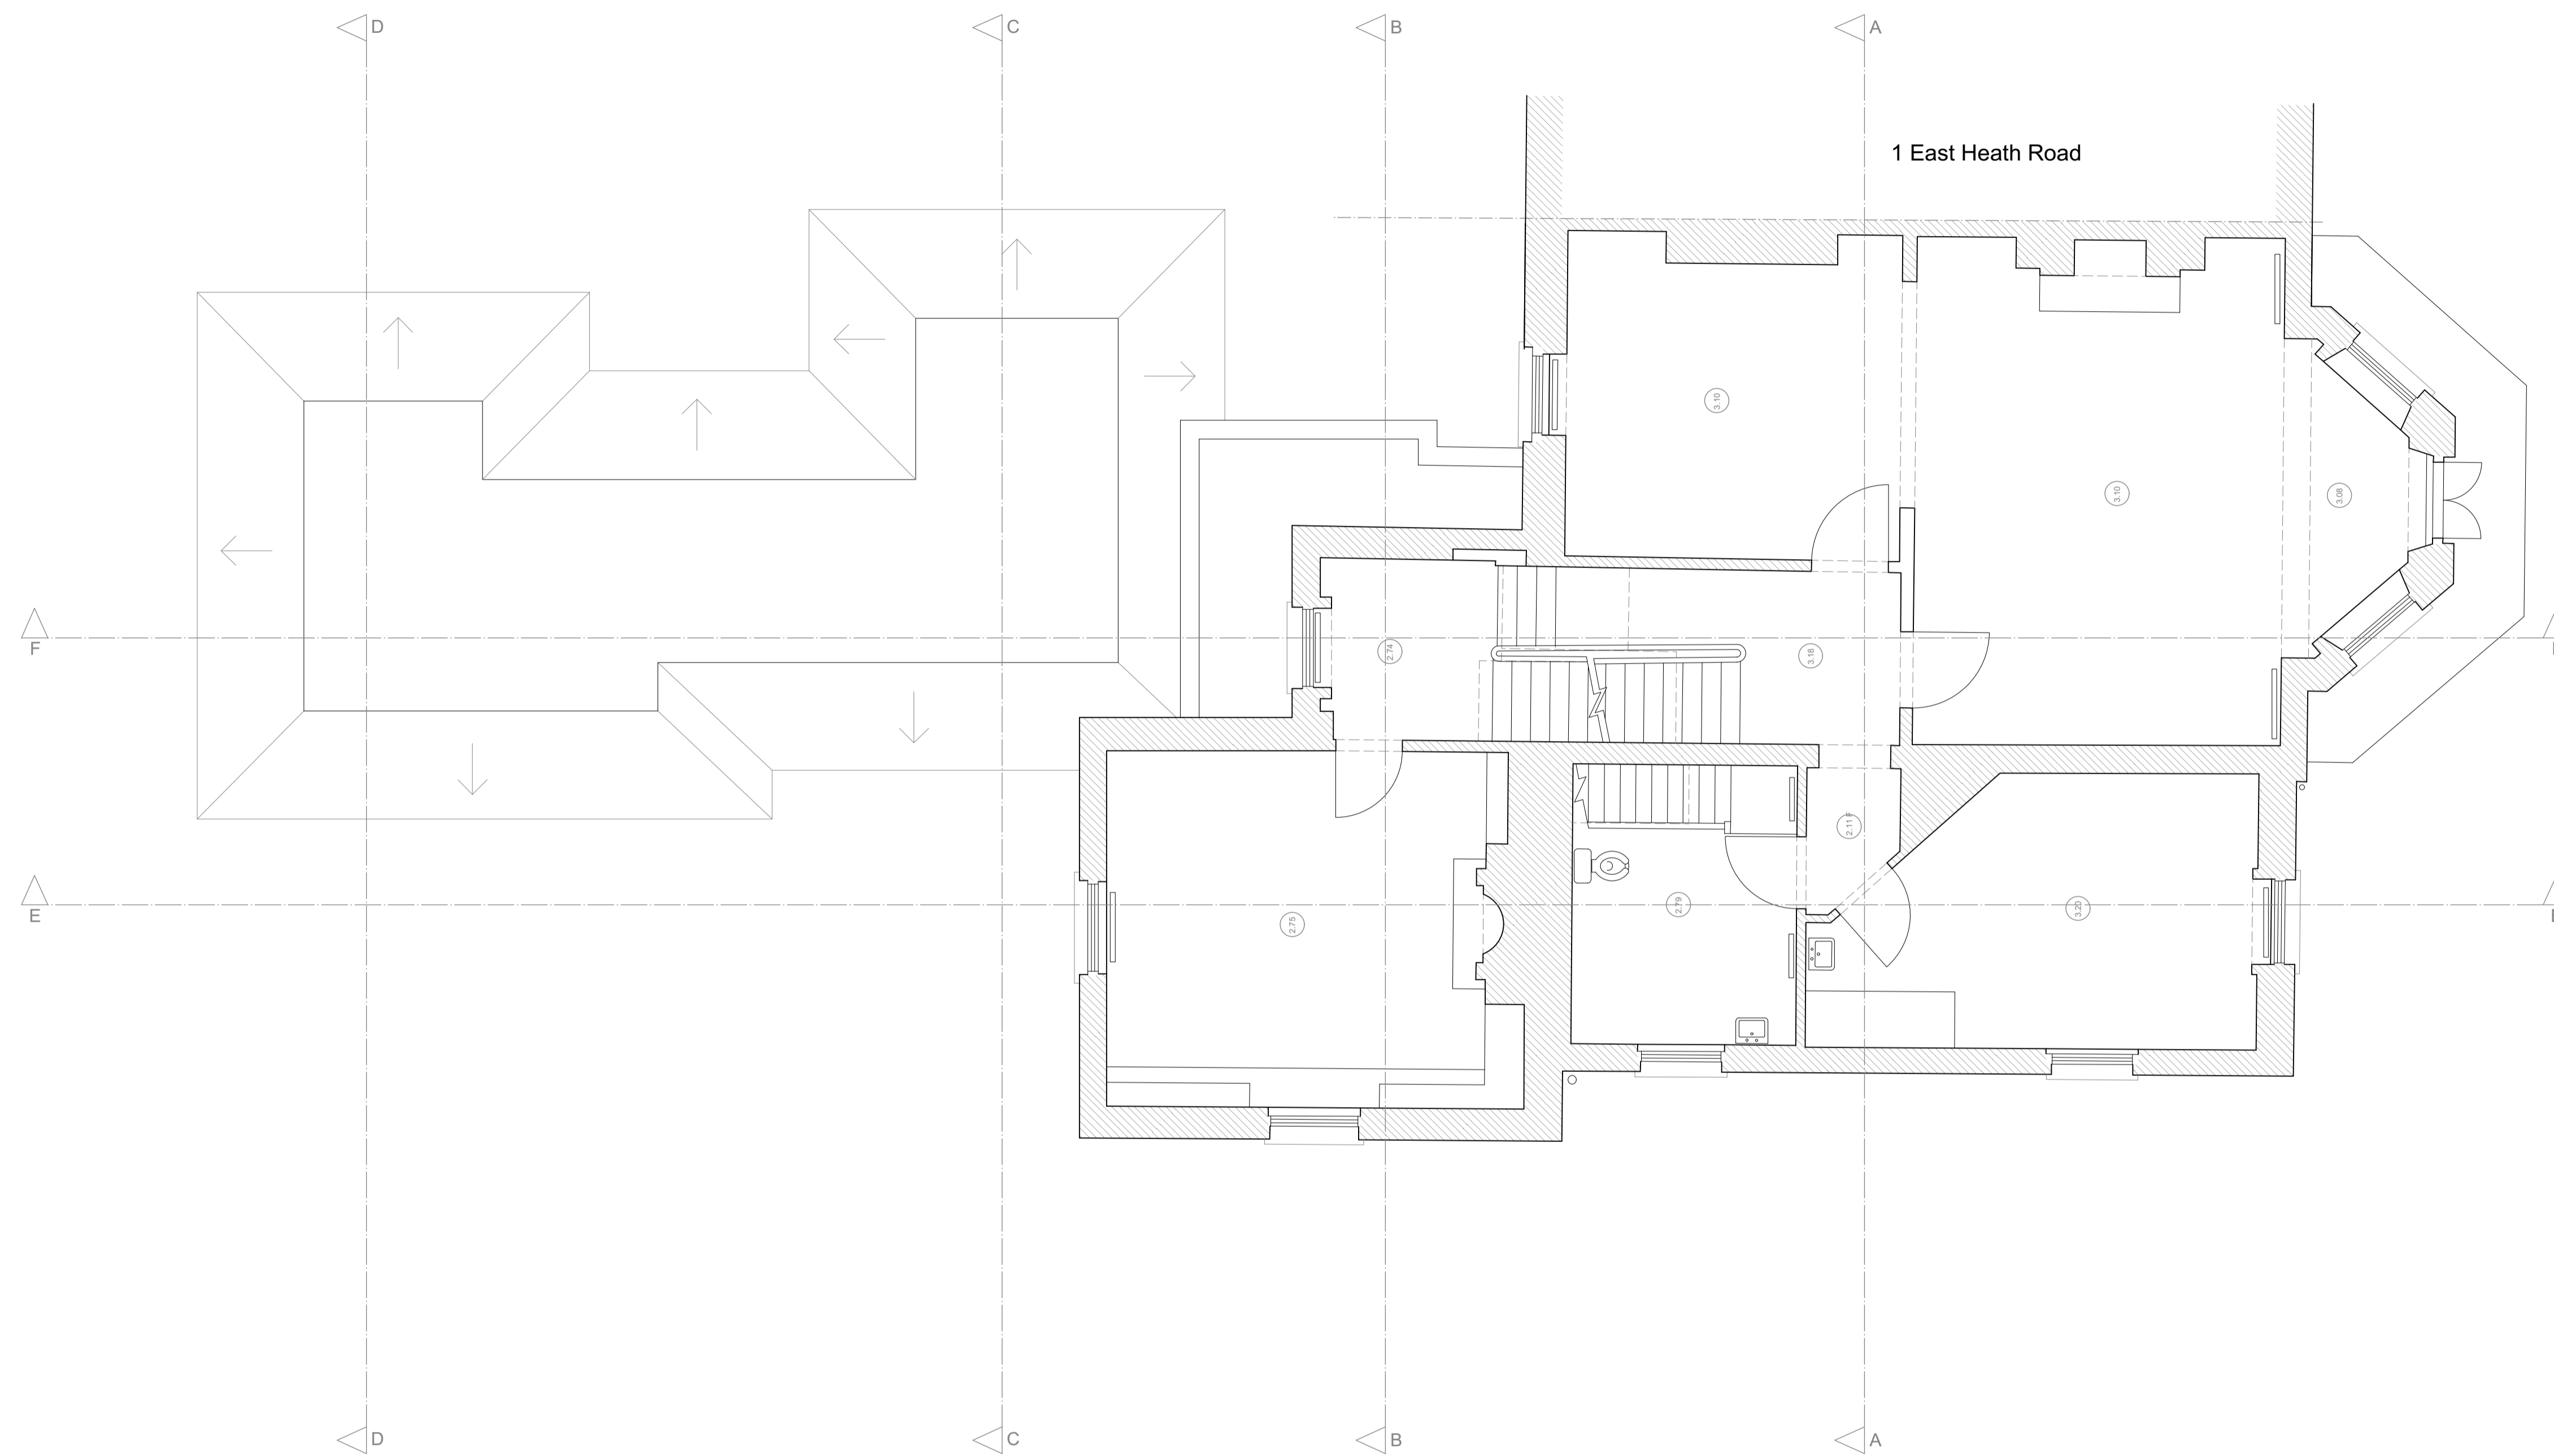 D
C
B
A
1 East Heath Road
3.10
3.10
3.08
F
2.74
3.18
2.11 F
E
2.75
2.79
3.20
D
C
B
A